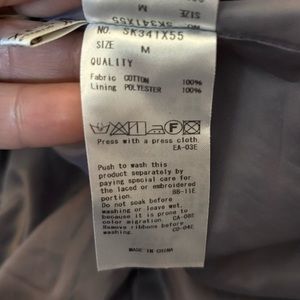 NO. SK341X55
SIZE M
QUALITY
Fabric COTTON 100%
Lining POLYESTER 100%
Press with a press cloth.
EA-03E
Push to wash this
product separately by
paying special care for
the laced or embroidered
portion.
BB-11E
Do not soak before
washing or leave wet,
because it is prone to
color migration. CA-08E
Remove ribbons before
washing. CD-04E
MADE IN CHINA